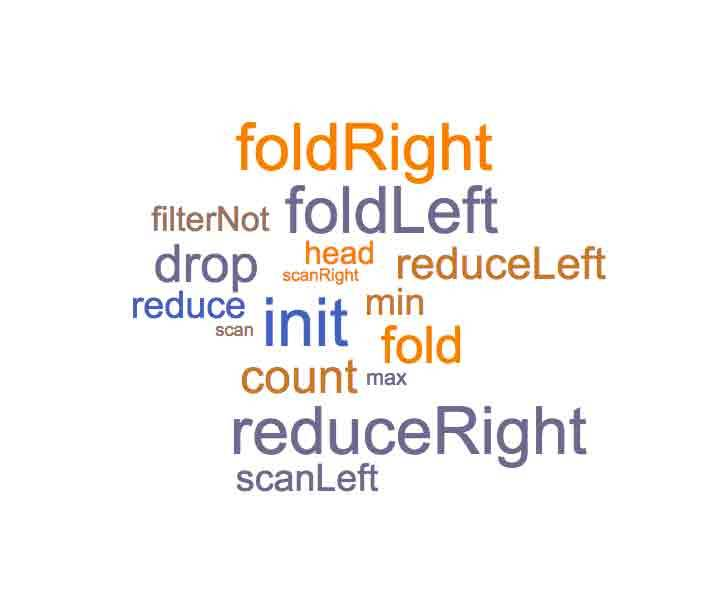 foldRight
filterNot foldLeft
drop head reduceLeft
scanRight
reduce init min
scan fold
count max
reduceRight
scanLeft